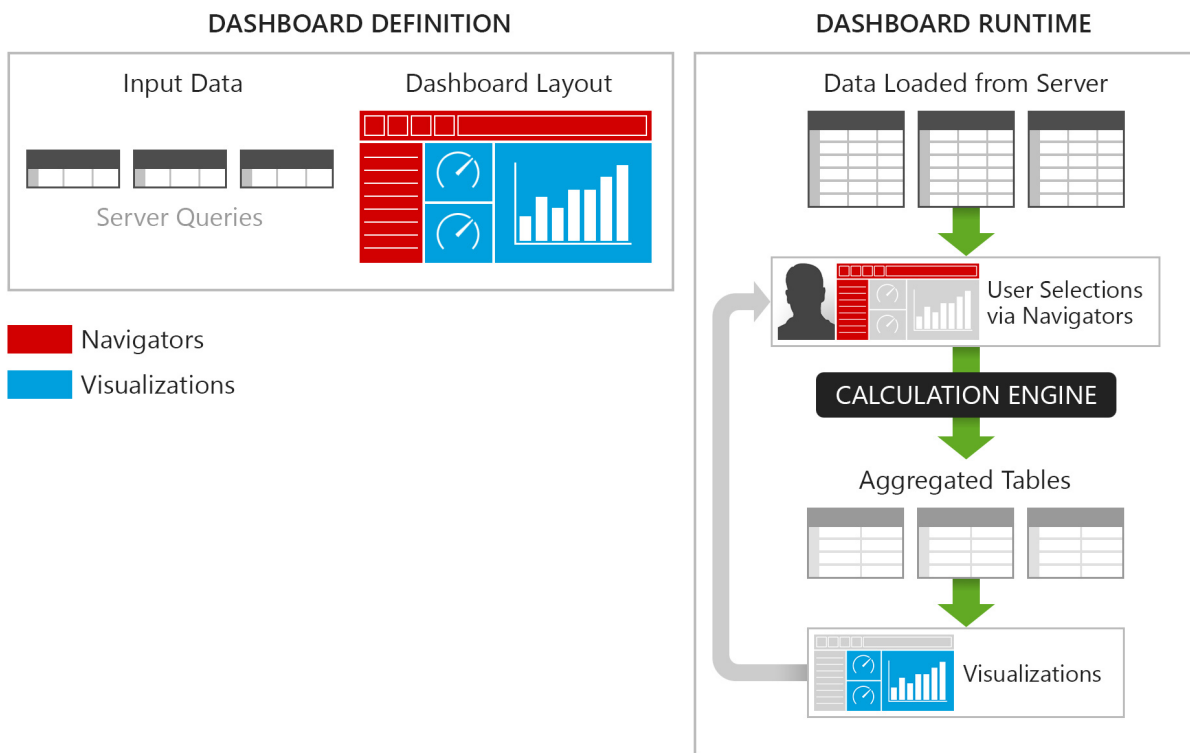 DASHBOARD DEFINITION
Input Data
Dashboard Layout
Server Queries
Navigators
Visualizations
DASHBOARD RUNTIME
Data Loaded from Server
User Selections
via Navigators
CALCULATION ENGINE
Aggregated Tables
Visualizations